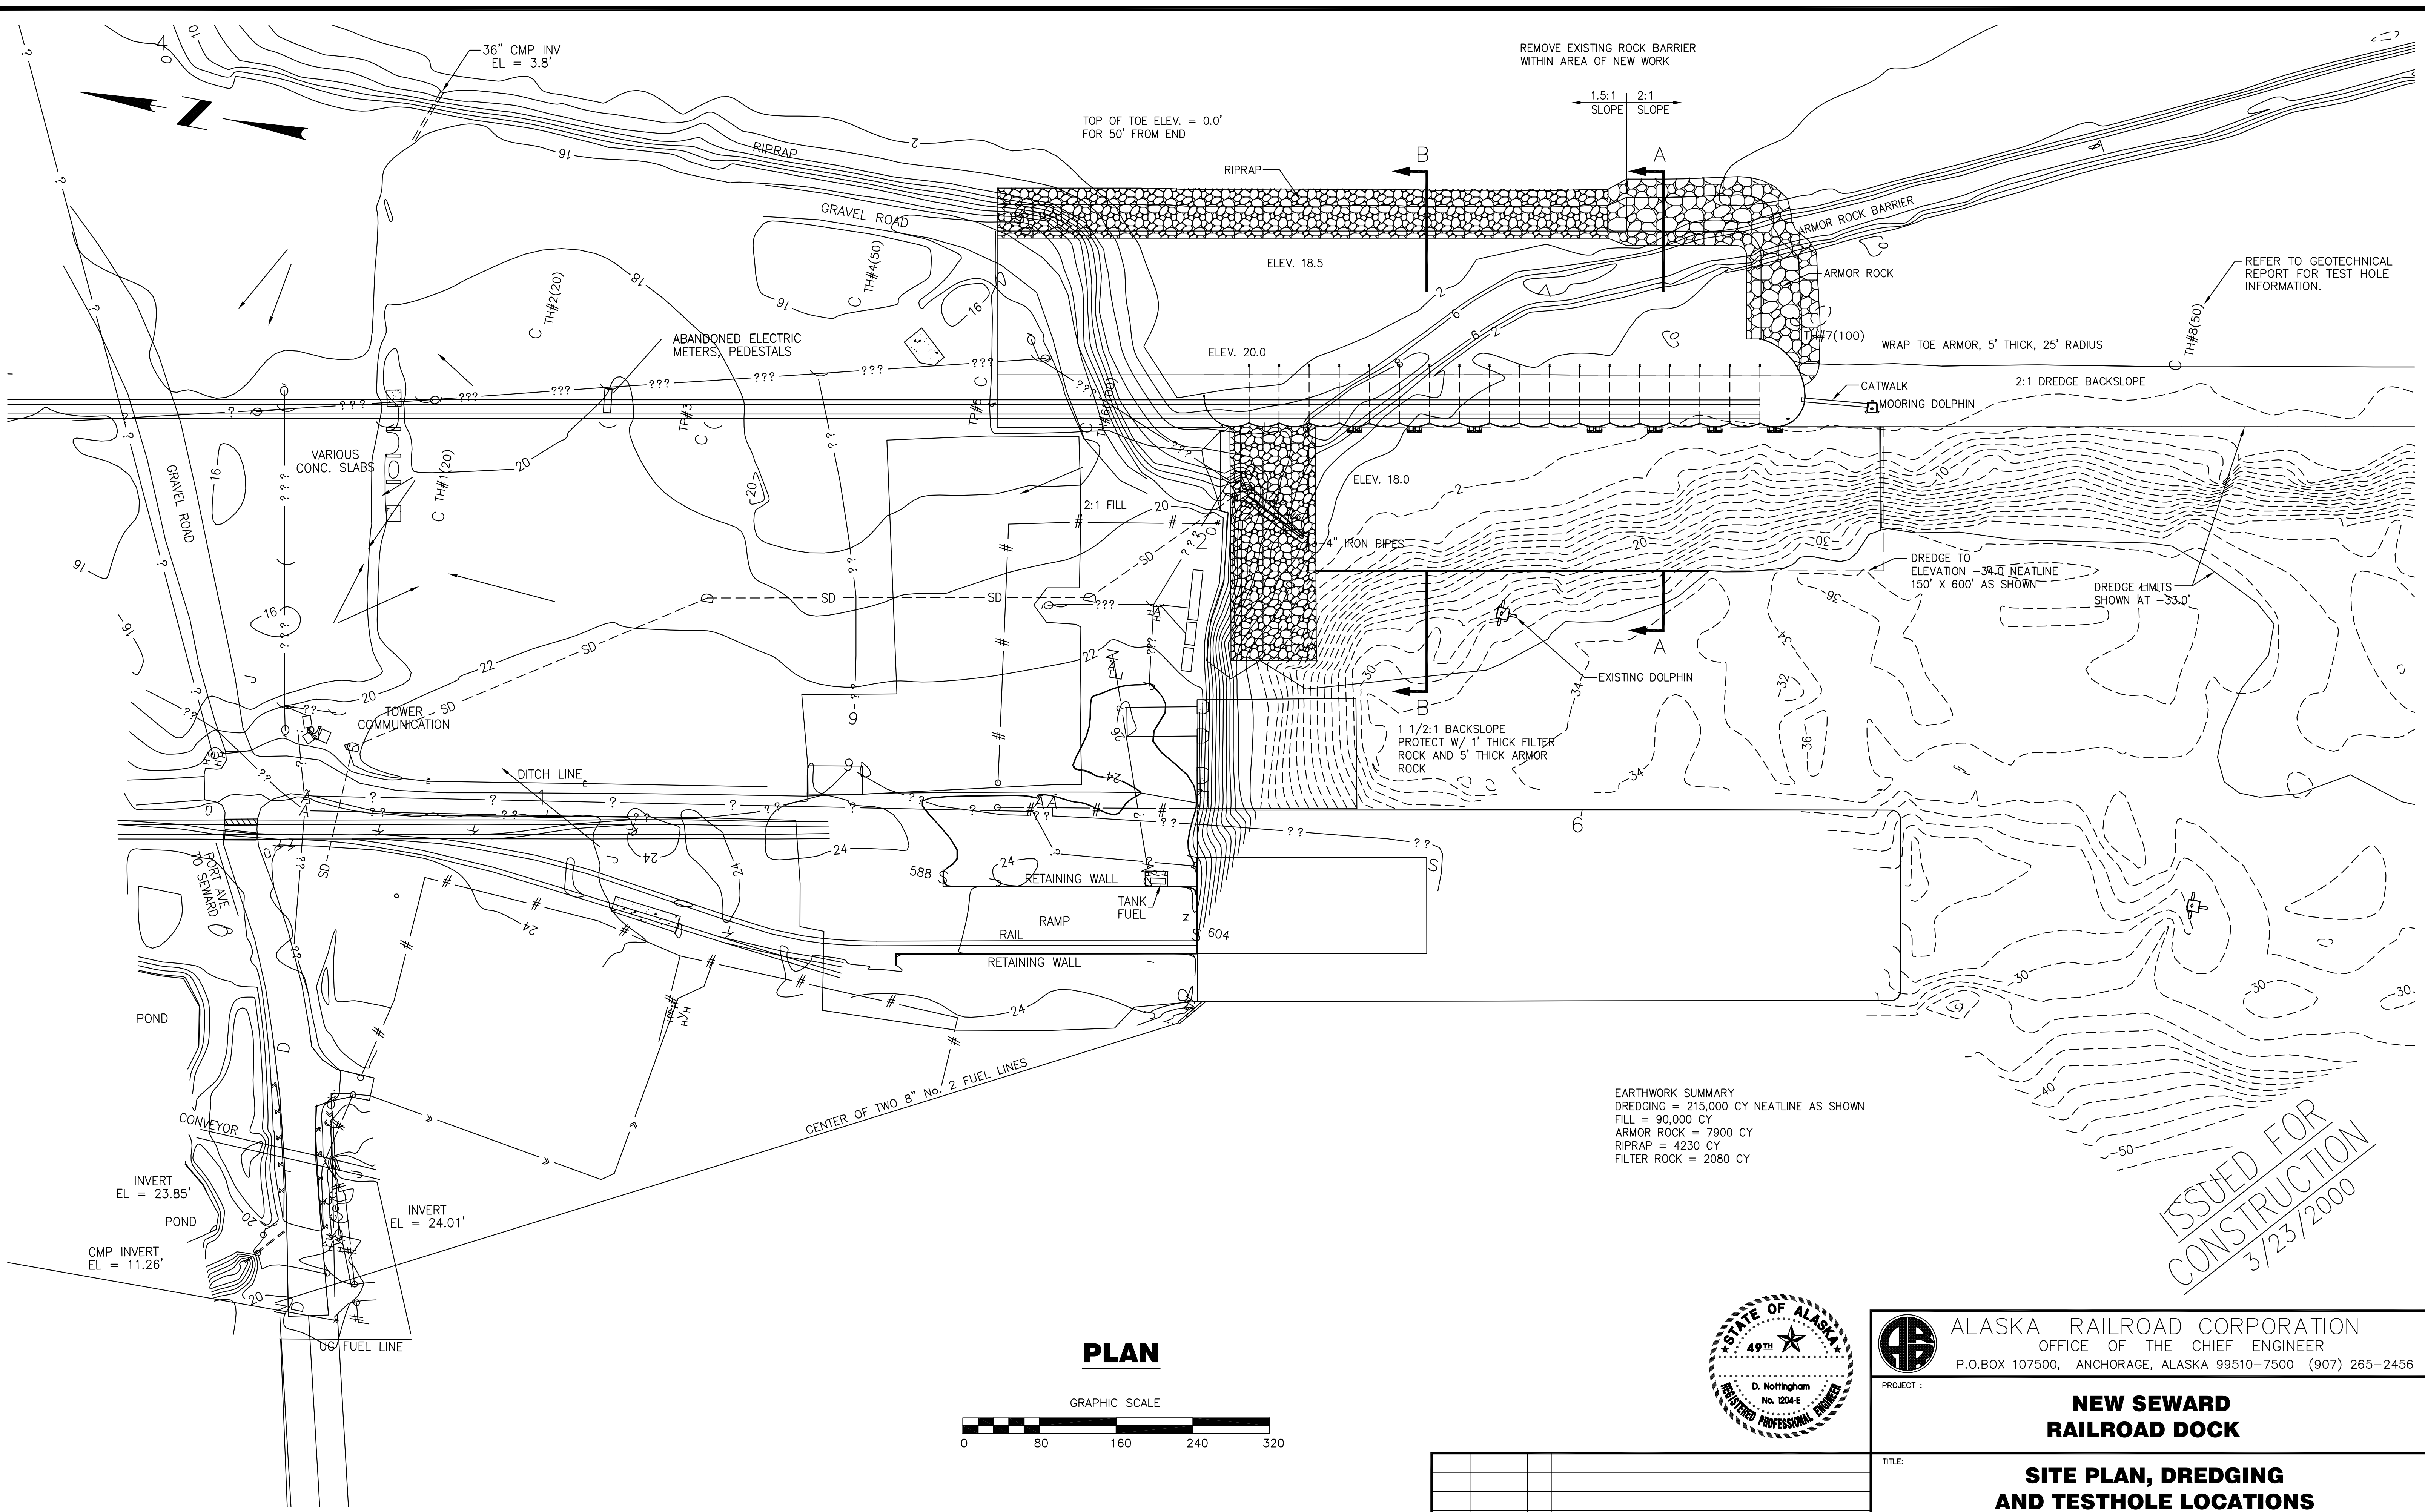 36" CMP INV
EL = 3.8'
REMOVE EXISTING ROCK BARRIER
WITHIN AREA OF NEW WORK
1.5:1 2:1
SLOPE SLOPE
TOP OF TOE ELEV. = 0.0'
FOR 50' FROM END
RIPRAP
RIPRAP
B
A
GRAVEL ROAD
ARMOR ROCK BARRIER
ELEV. 18.5
ARMOR ROCK
REFER TO GEOTECHNICAL
REPORT FOR TEST HOLE
INFORMATION.
TH#2(20)
TH#4(50)
TH#8(50)
TH#7(100)
ABANDONED ELECTRIC
METERS, PEDESTALS
ELEV. 20.0
WRAP TOE ARMOR, 5' THICK, 25' RADIUS
2:1 DREDGE BACKSLOPE
CATWALK
MOORING DOLPHIN
TP#3
TP#5
VARIOUS
CONC. SLABS
TH#1(20)
GRAVEL ROAD
ELEV. 18.0
2:1 FILL
3-4" IRON PIPES
DREDGE TO
ELEVATION -34.0 NEATLINE
150' X 600' AS SHOWN
DREDGE LIMITS
SHOWN AT -33.0'
SD
SD
SD
SD
SD
SD
EXISTING DOLPHIN
A
B
TOWER
COMMUNICATION
1 1/2:1 BACKSLOPE
PROTECT W/ 1' THICK FILTER
ROCK AND 5' THICK ARMOR
ROCK
DITCH LINE
PORT AVE
TO SEWARD
588
RETAINING WALL
TANK
FUEL
RAMP
RAIL
604
RETAINING WALL
POND
CENTER OF TWO 8" No. 2 FUEL LINES
CONVEYOR
INVERT
EL = 23.85'
INVERT
EL = 24.01'
POND
CMP INVERT
EL = 11.26'
UG FUEL LINE
EARTHWORK SUMMARY
DREDGING = 215,000 CY NEATLINE AS SHOWN
FILL = 90,000 CY
ARMOR ROCK = 7900 CY
RIPRAP = 4230 CY
FILTER ROCK = 2080 CY
ISSUED FOR
CONSTRUCTION
3/23/2000
PLAN
GRAPHIC SCALE
0 80 160 240 320
STATE OF ALASKA
49TH
D. Nottingham
No. 1204-E
REGISTERED PROFESSIONAL ENGINEER
ALASKA RAILROAD CORPORATION
OFFICE OF THE CHIEF ENGINEER
P.O.BOX 107500, ANCHORAGE, ALASKA 99510-7500 (907) 265-2456
PROJECT :
NEW SEWARD
RAILROAD DOCK
TITLE:
SITE PLAN, DREDGING
AND TESTHOLE LOCATIONS